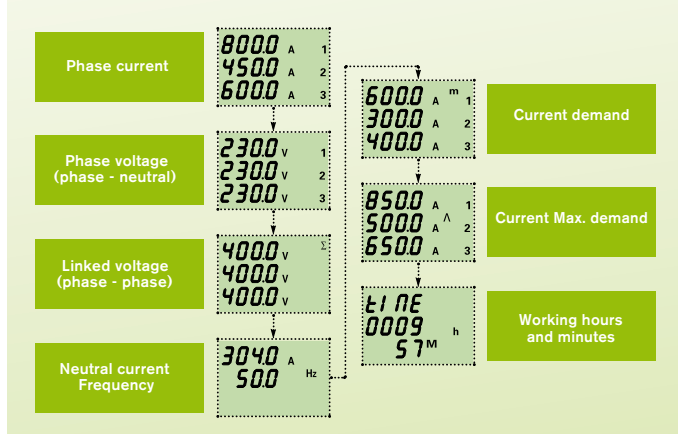 Phase current
800.0 A 1
450.0 A 2
600.0 A 3
Phase voltage
(phase - neutral)
230.0 V 1
230.0 V 2
230.0 V 3
Linked voltage
(phase - phase)
400.0 V Σ
400.0 V
400.0 V
Neutral current
Frequency
304.0 A
50.0 Hz
600.0 A m 1
300.0 A 2
400.0 A 3
Current demand
850.0 A 1
500.0 A Λ 2
650.0 A 3
Current Max. demand
tIME
0009 h
57 M
Working hours
and minutes